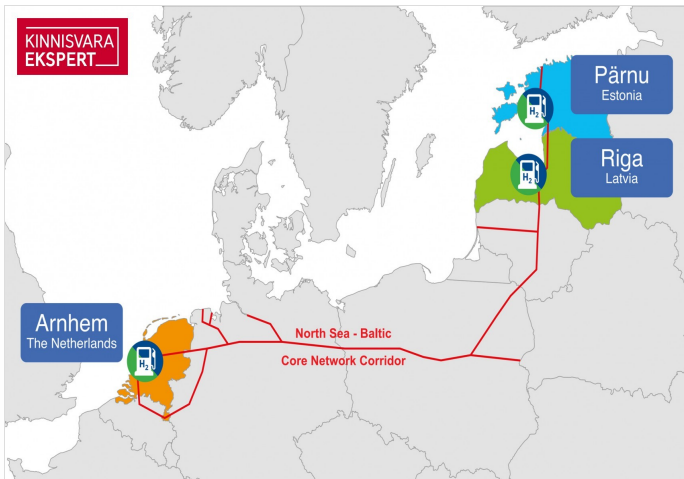 KINNISVARA
EKSPERT
Pärnu
Estonia
H2
Riga
Latvia
H2
Arnhem
The Netherlands
H2
North Sea - Baltic
Core Network Corridor